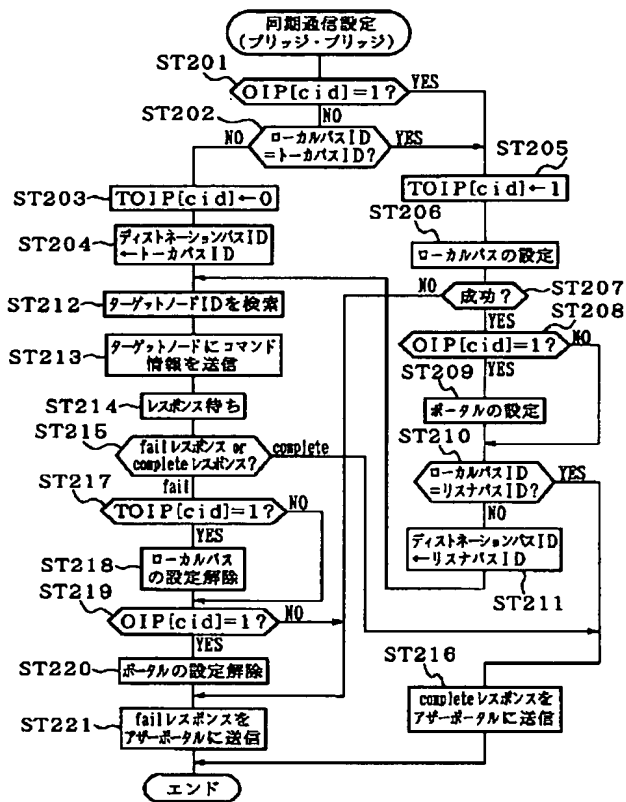 同期通信設定
(ブリッジ・ブリッジ)
ST201
OIP[cid]=1?
YES
NO
ST202
ローカルバスID
=トーカバスID?
NO
YES
ST203
TOIP[cid]←0
ST204
ディストネーションバスID
←トーカバスID
ST205
TOIP[cid]←1
ST206
ローカルバスの設定
ST207
成功?
NO
YES
ST208
OIP[cid]=1?
NO
YES
ST209
ポータルの設定
ST210
ローカルバスID
=リスナバスID?
YES
NO
ディストネーションバスID
←リスナバスID
ST211
ST212
ターゲットノードIDを検索
ST213
ターゲットノードにコマンド
情報を送信
ST214
レスポンス待ち
ST215
failレスポンス or
completeレスポンス?
complete
fail
ST217
TOIP[cid]=1?
NO
YES
ST218
ローカルバス
の設定解除
ST219
OIP[cid]=1?
NO
YES
ST220
ポータルの設定解除
ST221
failレスポンスを
アザーポータルに送信
ST216
completeレスポンスを
アザーポータルに送信
エンド